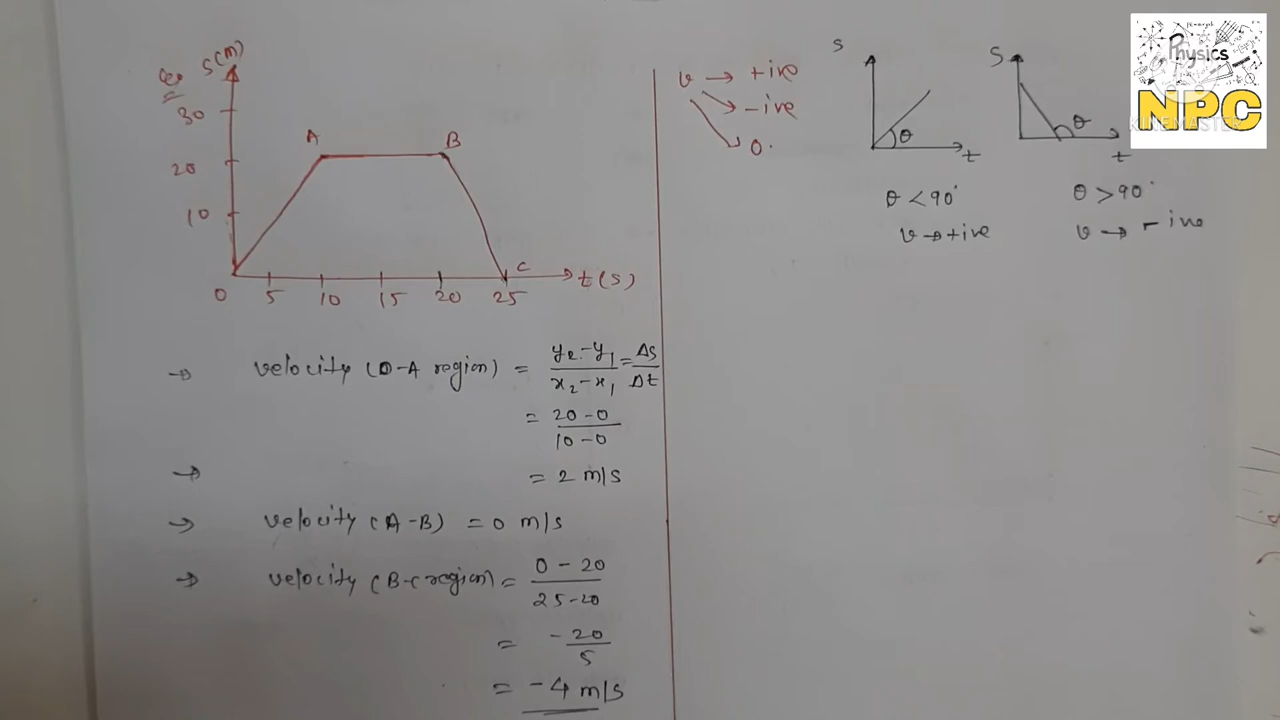 Ex
S(m)
30
20
10
0 5 10 15 20 25
t(s)
A
B
C
→ velocity (O-A region) = y2-y1/x2-x1 = Δs/Δt
= 20-0/10-0
→ = 2 m/s
→ velocity (A-B) = 0 m/s
→ velocity (B-C region) = 0-20/25-20
= -20/5
= -4 m/s
v → +ive
→ -ive
→ 0.
S
θ
t
θ < 90°
v → +ive
S
θ
t
θ > 90°
v → -ive
Physics
NPC
KINEMASTER